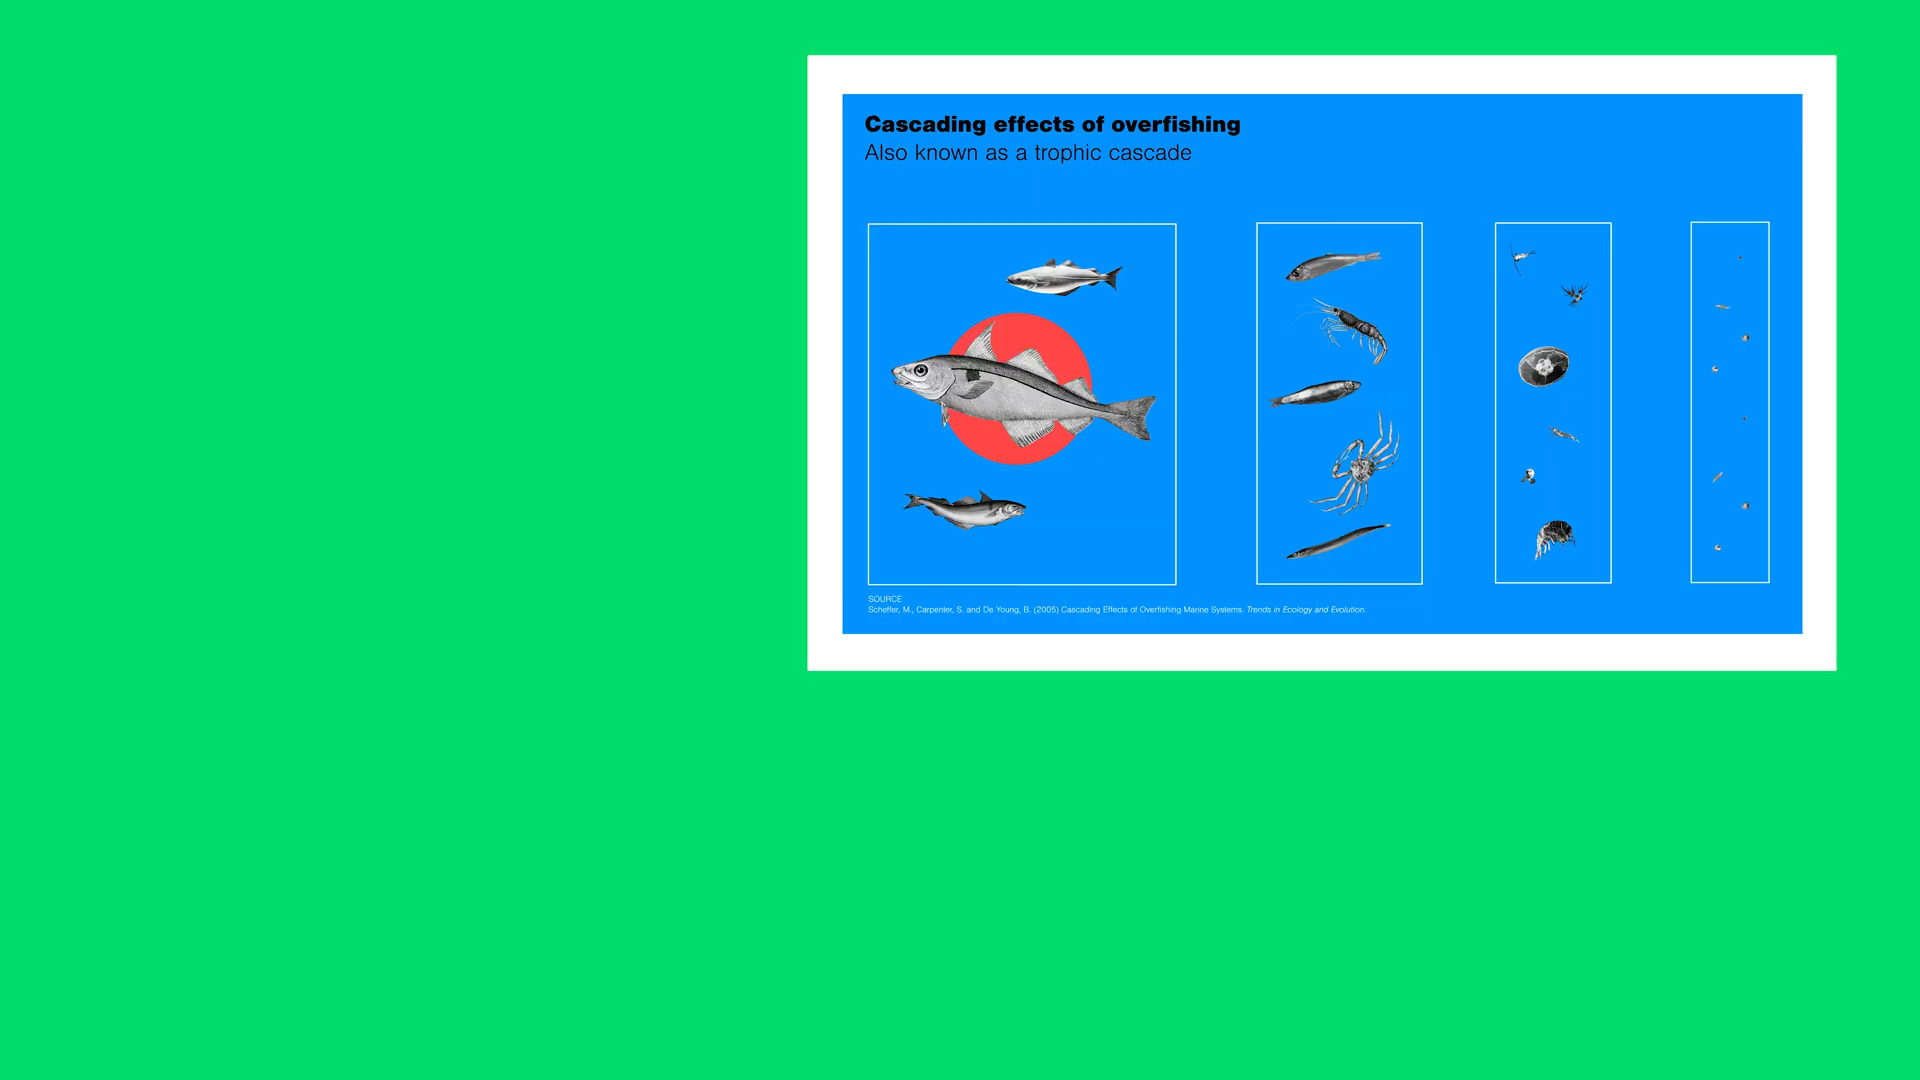 Cascading effects of overfishing
Also known as a trophic cascade
SOURCE
Scheffer, M., Carpenter, S. and De Young, B. (2005) Cascading Effects of Overfishing Marine Systems. Trends in Ecology and Evolution.